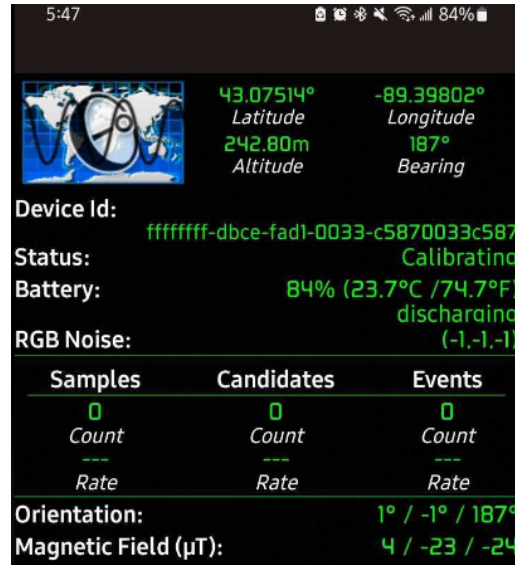 5:47 84%
43.07514° -89.39802°
Latitude Longitude
242.80m 187°
Altitude Bearing
Device Id:
ffffffff-dbce-fad1-0033-c5870033c587
Status: Calibrating
Battery: 84% (23.7°C /74.7°F)
discharging
RGB Noise: (-1,-1,-1)
Samples Candidates Events
0 0 0
Count Count Count
--- --- ---
Rate Rate Rate
Orientation: 1° / -1° / 187°
Magnetic Field (µT): 4 / -23 / -24